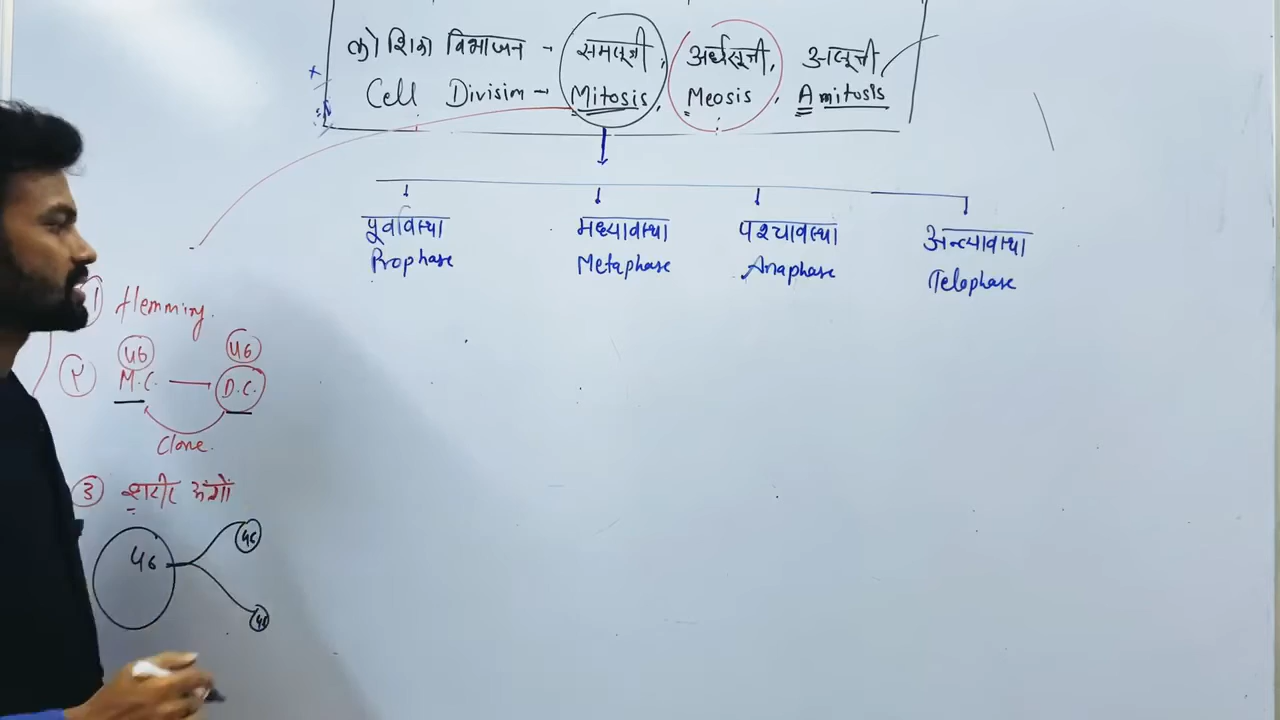 कोशिका विभाजन - समसूत्री, अर्धसूत्री, असूत्री
Cell Division - Mitosis, Meosis, Amitosis
पूर्वावस्था मध्यावस्था पश्चावस्था अन्त्यावस्था
Prophase Metaphase Anaphase Telophase
1 flemming.
46 46
2 M.C. D.C.
Clone.
3 शरीर अंगों
46 46
46